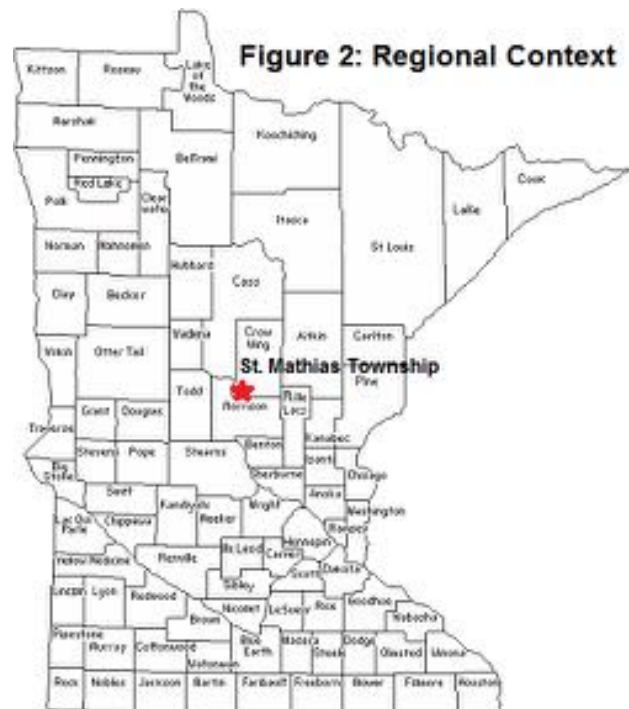 Figure 2: Regional Context
Kittson
Roseau
Lake
of the
Woods
Marshall
Koochiching
Beltrami
Pennington
Red Lake
Polk
Clear
water
Cook
Lake
Itasca
St Louis
Norman
Mahnomen
Hubbard
Cass
Clay
Becker
Wadena
Crow
Wing
Aitkin
Carlton
Otter Tail
St. Mathias Township
Pine
Todd
Morrison
Mille
Lacs
Grant
Douglas
Traverse
Kanabec
Benton
Stevens
Pope
Stearns
Isanti
Big
Stone
Sherburne
Chisago
Swift
Anoka
Kandiyohi
Wright
Washington
Lac Qui
Parle
Chippewa
Meeker
Ramsey
Hennepin
Mc Leod
Carver
Yellow Medicine
Renville
Scott
Dakota
Sibley
Lincoln
Lyon
Redwood
Nicollet
LeSueur
Rice
Goodhue
Wabasha
Brown
Pipestone
Murray
Cottonwood
Watonwan
Blue
Earth
Waseca
Steele
Dodge
Olmsted
Winona
Rock
Nobles
Jackson
Martin
Faribault
Freeborn
Mower
Fillmore
Houston